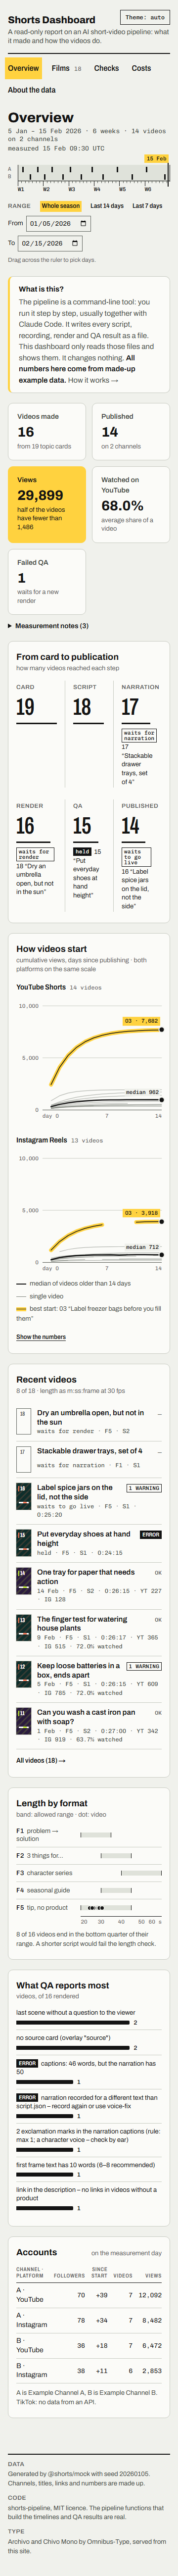 Shorts Dashboard
Theme: auto
A read-only report on an AI short-video pipeline: what
it made and how the videos do.
Overview
Films 18
Checks
Costs
About the data
Overview
5 Jan – 15 Feb 2026 · 6 weeks · 14 videos
on 2 channels
measured 15 Feb 09:30 UTC
15 Feb
A
B
W1 W2 W3 W4 W5 W6
RANGE
Whole season
Last 14 days
Last 7 days
From 01/05/2026
To 02/15/2026
Drag across the ruler to pick days.
What is this?
The pipeline is a command-line tool: you
run it step by step, usually together with
Claude Code. It writes every script,
recording, render and QA result as a file.
This dashboard only reads those files and
shows them. It changes nothing. All
numbers here come from made-up
example data. How it works →
Videos made
16
from 19 topic cards
Published
14
on 2 channels
Views
29,899
half of the videos
have fewer than
1,486
Watched on
YouTube
68.0%
average share of a
video
Failed QA
1
waits for a new
render
Measurement notes (3)
From card to publication
how many videos reached each step
CARD
19
SCRIPT
18
NARRATION
17
waits for
narration
17
"Stackable
drawer
trays, set
of 4"
RENDER
16
waits for
render
18 "Dry an
umbrella
open, but not
in the sun"
QA
15
held 15
"Put
everyday
shoes at
hand
height"
PUBLISHED
14
waits
to go
live
16 "Label
spice jars
on the lid,
not the
side"
How videos start
cumulative views, days since publishing · both
platforms on the same scale
YouTube Shorts 14 videos
10,000
03 · 7,682
5,000
median 962
0
day 0 7 14
Instagram Reels 13 videos
10,000
5,000
03 · 3,918
median 712
0
day 0 7 14
median of videos older than 14 days
single video
best start: 03 "Label freezer bags before you fill
them"
Show the numbers
Recent videos
8 of 18 · length as m:ss:frame at 30 fps
18
Dry an umbrella open, but not in
the sun
—
waits for render · F5 · S2
17
Stackable drawer trays, set of 4
—
waits for narration · F1 · S1
16
Label spice jars on the
lid, not the side
1 WARNING
waits to go live · F5 · S1 ·
0:25:20
Put everyday shoes at hand
height
ERROR
held · F5 · S1 · 0:24:15
14
One tray for paper that needs
action
OK
14 Feb · F5 · S2 · 0:26:15 · YT 227
· IG 128
13
The finger test for watering
house plants
OK
9 Feb · F5 · S1 · 0:26:17 · YT 365
· IG 515 · 72.0% watched
12
Keep loose batteries in a
box, ends apart
1 WARNING
5 Feb · F5 · S1 · 0:26:15 · YT 609
· IG 765 · 72.0% watched
11
Can you wash a cast iron pan
with soap?
OK
1 Feb · F5 · S2 · 0:27:00 · YT 342
· IG 919 · 63.7% watched
All videos (18) →
Length by format
band: allowed range · dot: video
F1 problem →
solution
F2 3 things for…
F3 character series
F4 seasonal guide
F5 tip, no product
20 30 40 50 60 s
8 of 16 videos end in the bottom quarter of their
range. A shorter script would fail the length check.
What QA reports most
videos, of 16 rendered
last scene without a question to the viewer
2
no source card (overlay "source")
2
ERROR captions: 46 words, but the narration has
50
1
ERROR narration recorded for a different text than
script.json – record again or use voice-fix
1
2 exclamation marks in the narration captions (rule:
max 1; a character voice – check by ear)
1
first frame text has 10 words (6–8 recommended)
1
link in the description – no links in videos without a
product
1
Accounts
on the measurement day
CHANNEL ·
PLATFORM
FOLLOWERS
SINCE
START
VIDEOS
VIEWS
A ·
YouTube
70 +39 7 12,092
A ·
Instagram
78 +34 7 8,482
B ·
YouTube
36 +18 7 6,472
B ·
Instagram
38 +11 6 2,853
A is Example Channel A, B is Example Channel B.
TikTok: no data from an API.
DATA
Generated by @shorts/mock with seed 20260105.
Channels, titles, links and numbers are made up.
CODE
shorts-pipeline, MIT licence. The pipeline functions that
build the timeline and the QA results are real.
TYPE
Archivo and Chivo Mono by Omnibus-Type, served from
this site.